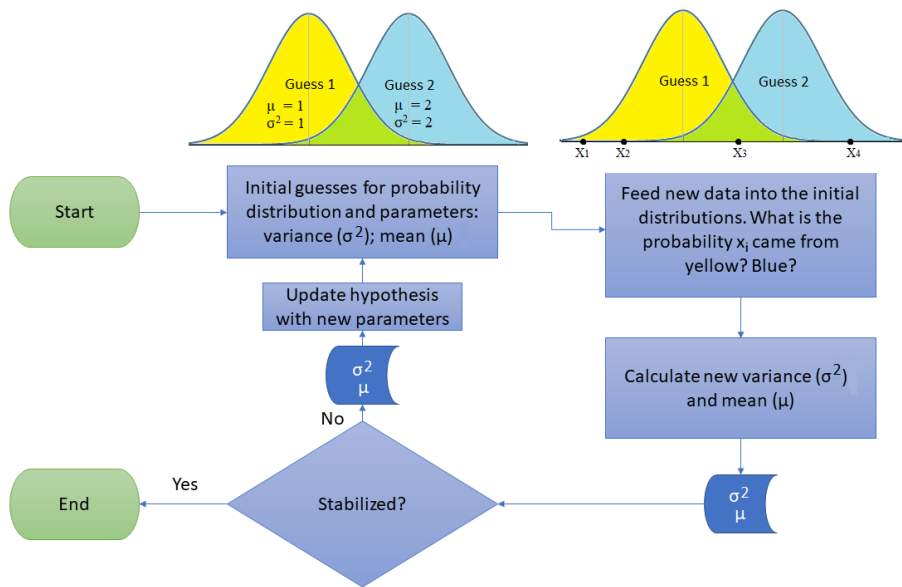 Guess 1
μ = 1
σ² = 1
Guess 2
μ = 2
σ² = 2
Guess 1
Guess 2
X₁
X₂
X₃
X₄
Start
Initial guesses for probability
distribution and parameters:
variance (σ²); mean (μ)
Feed new data into the initial
distributions. What is the
probability xᵢ came from
yellow? Blue?
Update hypothesis
with new parameters
σ²
μ
Calculate new variance (σ²)
and mean (μ)
No
Yes
End
Stabilized?
σ²
μ